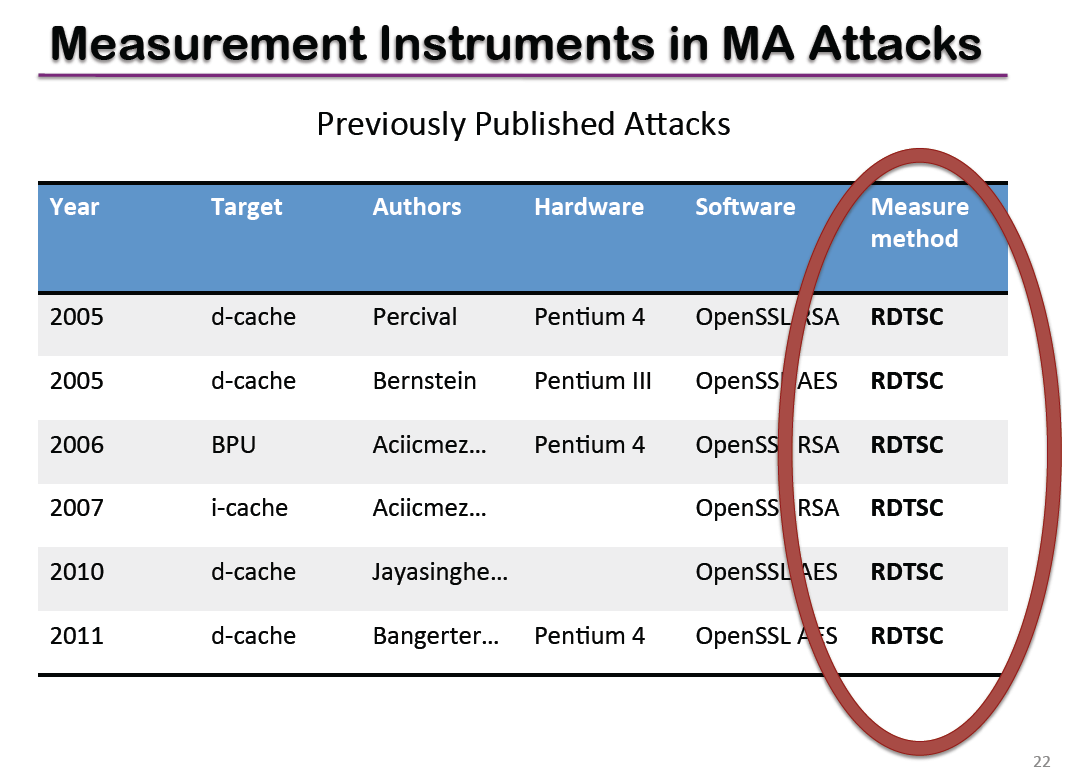 Measurement Instruments in MA Attacks
Previously Published Attacks
Year Target Authors Hardware Software Measure method
2005 d-cache Percival Pentium 4 OpenSSL RSA RDTSC
2005 d-cache Bernstein Pentium III OpenSSL AES RDTSC
2006 BPU Aciicmez… Pentium 4 OpenSSL RSA RDTSC
2007 i-cache Aciicmez… OpenSSL RSA RDTSC
2010 d-cache Jayasinghe… OpenSSL AES RDTSC
2011 d-cache Bangerter… Pentium 4 OpenSSL AES RDTSC
22